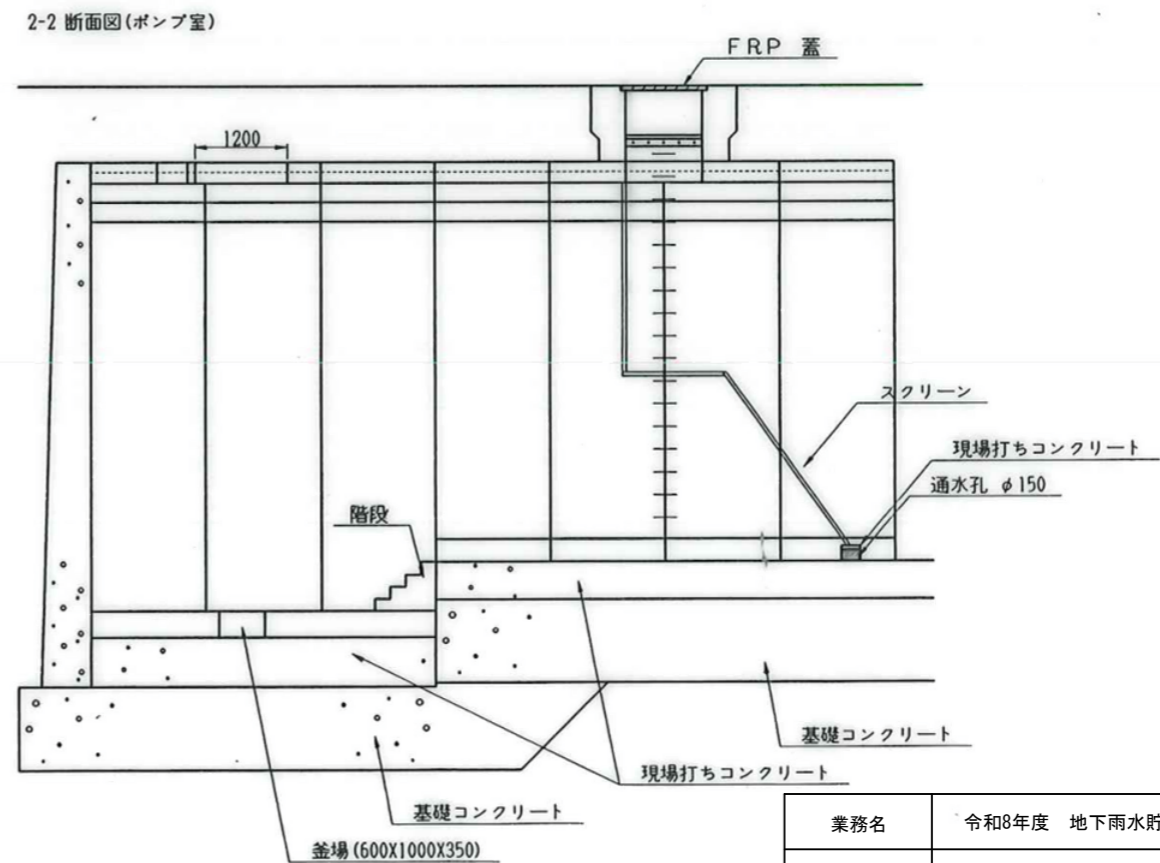 2-2 断面図(ポンプ室)
FRP 蓋
1200
スクリーン
現場打ちコンクリート
通水孔 φ150
階段
基礎コンクリート
現場打ちコンクリート
基礎コンクリート
釜場(600X1000X350)
業務名 令和8年度 地下雨水貯